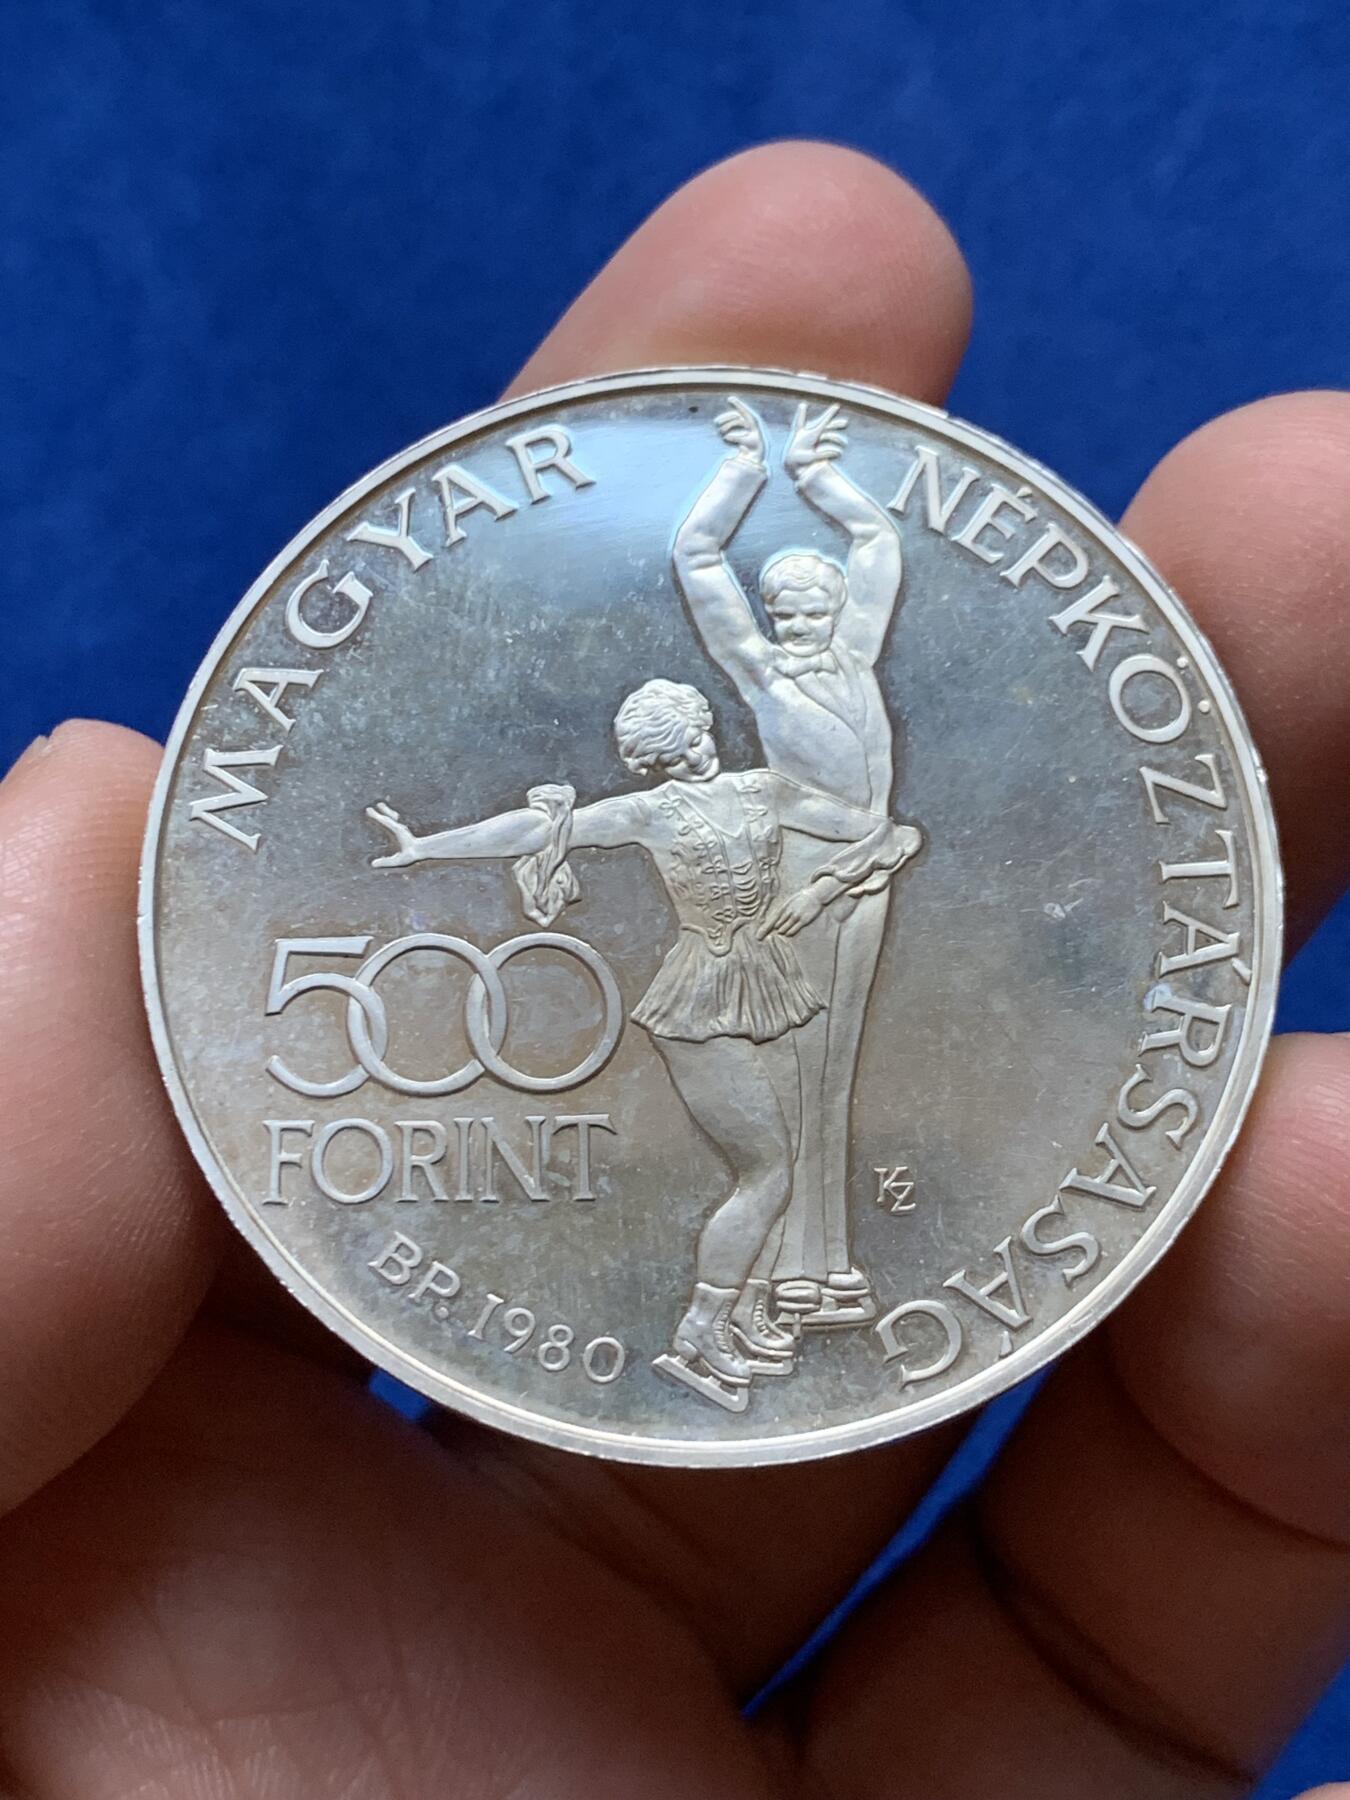 MAGYAR NÉPKÖZTÁRSASÁG
500
FORINT
BP. 1980
KZ